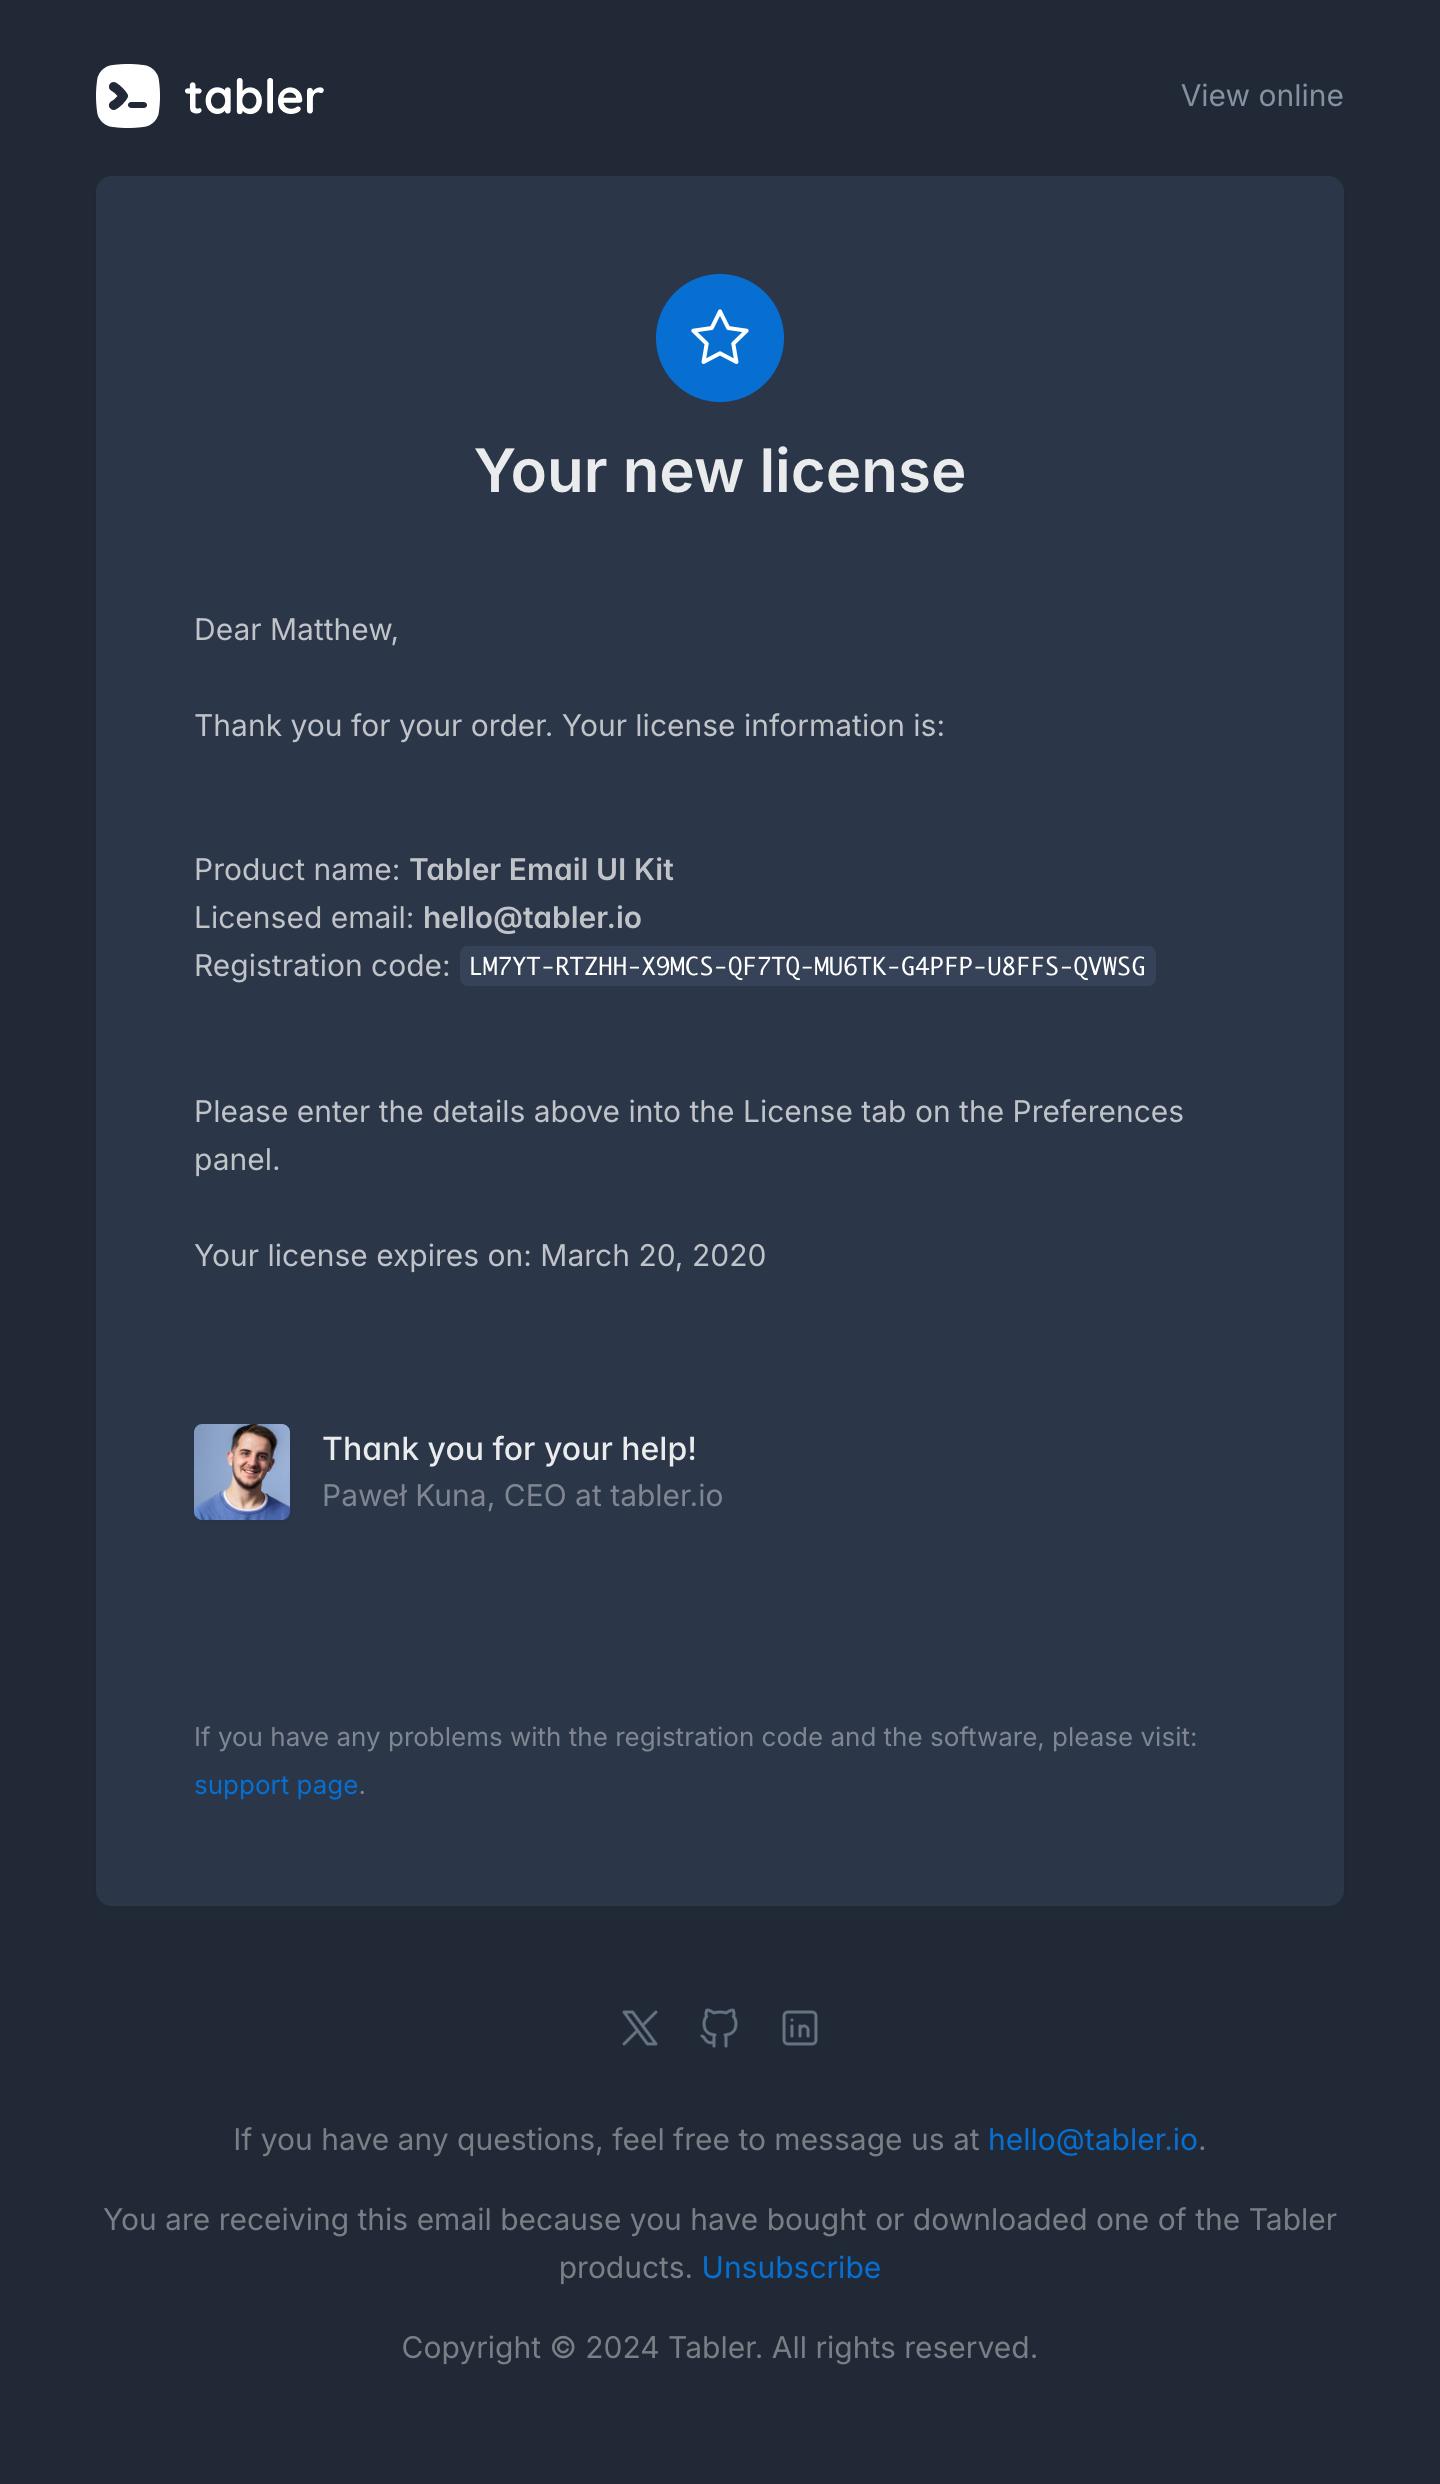 tabler
View online
Your new license
Dear Matthew,
Thank you for your order. Your license information is:
Product name: Tabler Email UI Kit
Licensed email: hello@tabler.io
Registration code: LM7YT-RTZHH-X9MCS-QF7TQ-MU6TK-G4PFP-U8FFS-QVWSG
Please enter the details above into the License tab on the Preferences
panel.
Your license expires on: March 20, 2020
Thank you for your help!
Paweł Kuna, CEO at tabler.io
If you have any problems with the registration code and the software, please visit:
support page.
If you have any questions, feel free to message us at hello@tabler.io.
You are receiving this email because you have bought or downloaded one of the Tabler
products. Unsubscribe
Copyright © 2024 Tabler. All rights reserved.